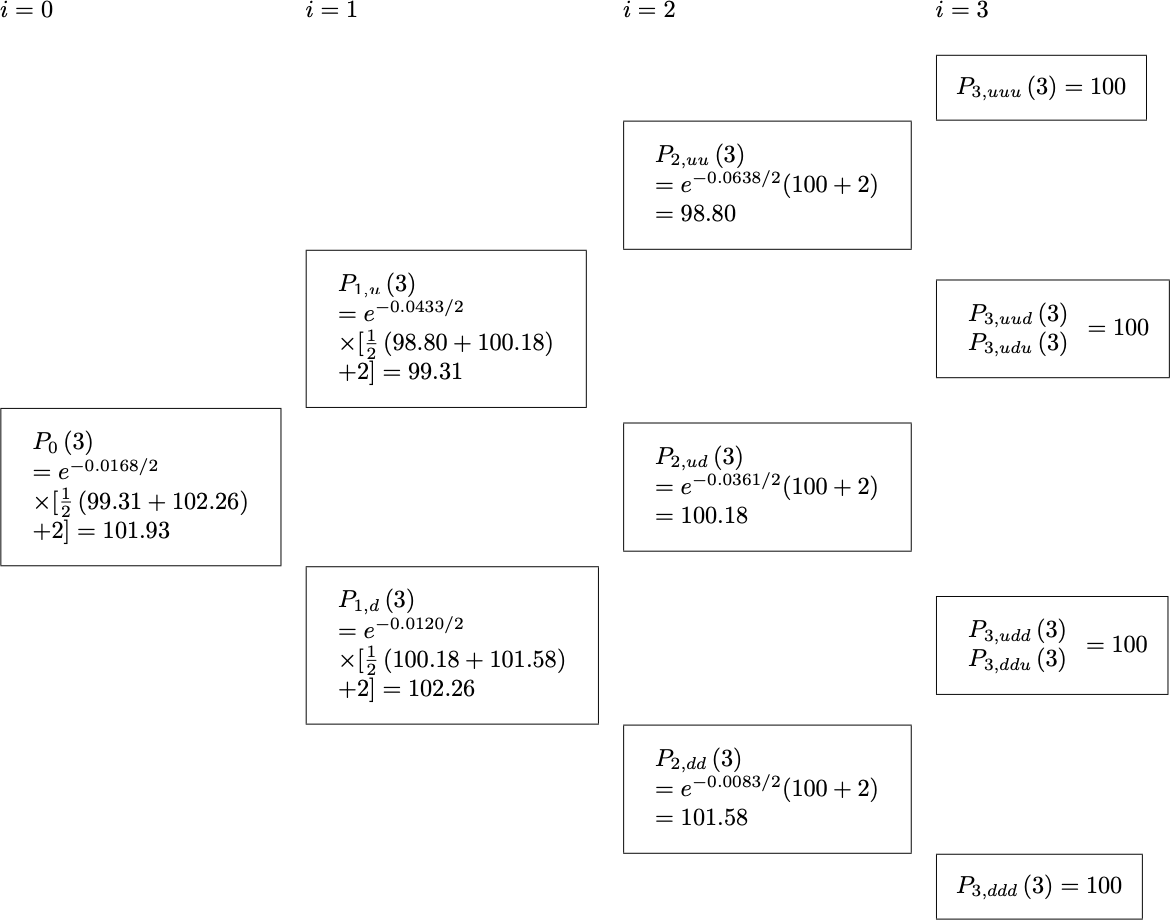 i = 0    i = 1    i = 2    i = 3
P_{3,uuu} (3) = 100
P_{2,uu} (3)
= e^{−0.0638/2}(100 + 2)
= 98.80
P_{1,u} (3)
= e^{−0.0433/2}
×[\frac{1}{2} (98.80 + 100.18)
+2] = 99.31
P_{3,uud} (3)
P_{3,udu} (3)
= 100
P_0 (3)
= e^{−0.0168/2}
×[\frac{1}{2} (99.31 + 102.26)
+2] = 101.93
P_{2,ud} (3)
= e^{−0.0361/2}(100 + 2)
= 100.18
P_{1,d} (3)
= e^{−0.0120/2}
×[\frac{1}{2} (100.18 + 101.58)
+2] = 102.26
P_{3,udd} (3)
P_{3,ddu} (3)
= 100
P_{2,dd} (3)
= e^{−0.0083/2}(100 + 2)
= 101.58
P_{3,ddd} (3) = 100